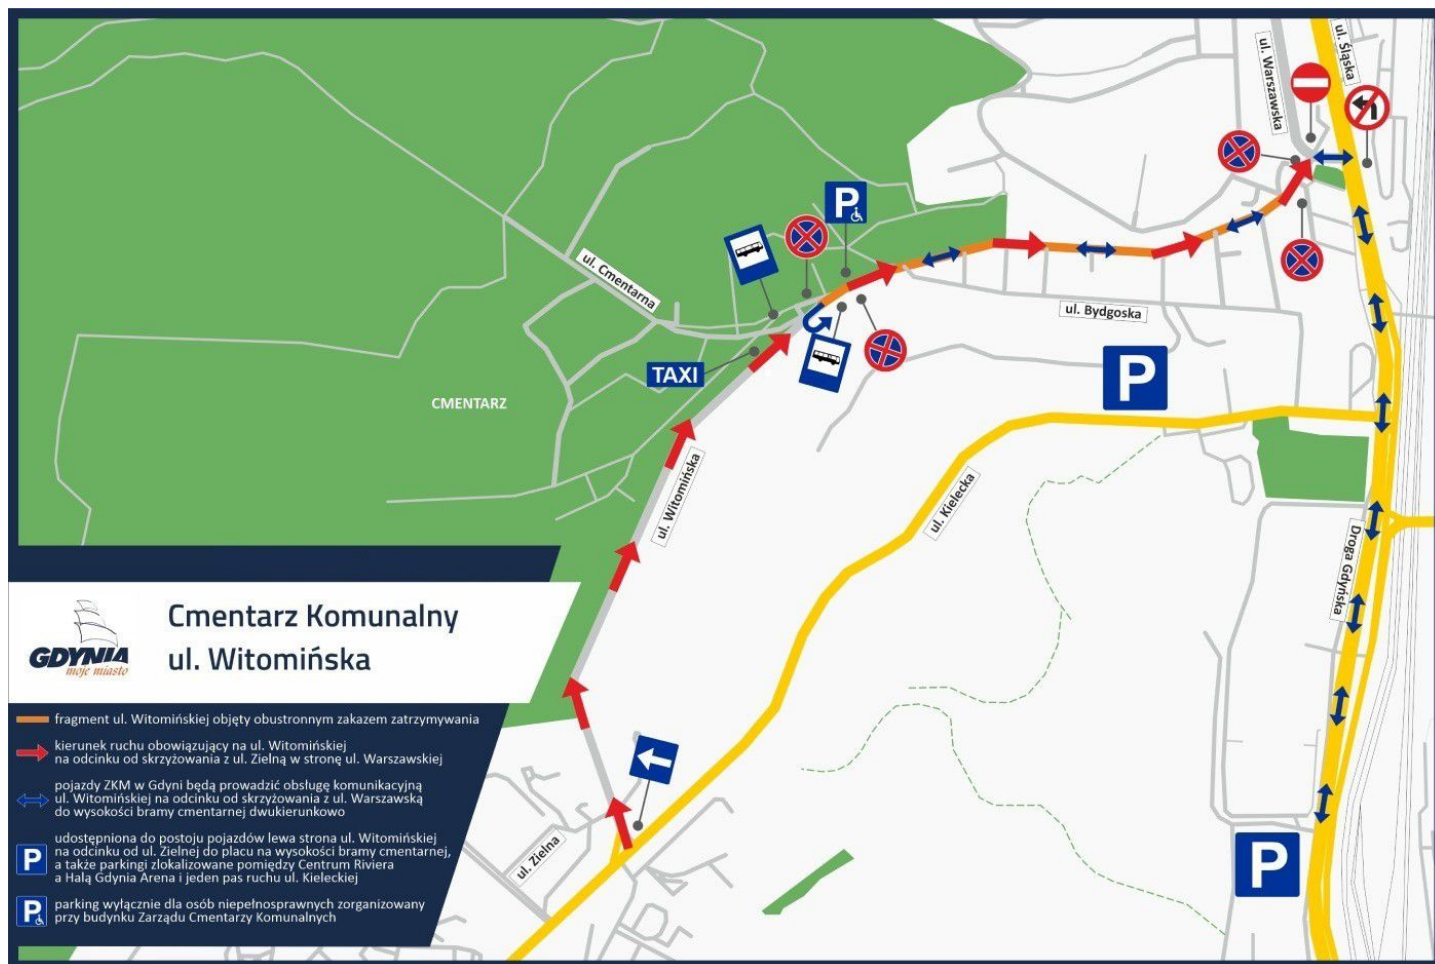 ul. Śląska
ul. Warszawska
P
ul. Cmentarna
ul. Bydgoska
TAXI
P
CMENTARZ
ul. Witomińska
ul. Kielecka
Droga Gdyńska
GDYNIA
moje miasto
Cmentarz Komunalny
ul. Witomińska
fragment ul. Witomińskiej objęty obustronnym zakazem zatrzymywania
kierunek ruchu obowiązujący na ul. Witomińskiej
na odcinku od skrzyżowania z ul. Zielną w stronę ul. Warszawskiej
pojazdy ZKM w Gdyni będą prowadzić obsługę komunikacyjną
ul. Witomińskiej na odcinku od skrzyżowania z ul. Warszawską
do wysokości bramy cmentarnej dwukierunkowo
P
udostępniona do postoju pojazdów lewa strona ul. Witomińskiej
na odcinku od ul. Zielnej do placu na wysokości bramy cmentarnej,
a także parkingi zlokalizowane pomiędzy Centrum Riviera
a Halą Gdynia Arena i jeden pas ruchu ul. Kieleckiej
P
parking wyłącznie dla osób niepełnosprawnych zorganizowany
przy budynku Zarządu Cmentarzy Komunalnych
ul. Zielna
P